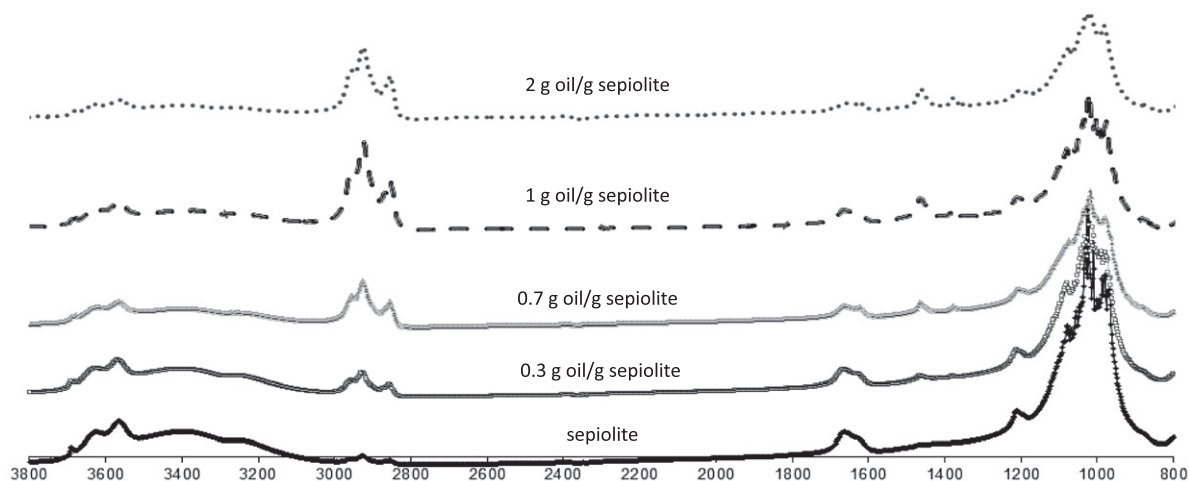 2 g oil/g sepiolite
1 g oil/g sepiolite
0.7 g oil/g sepiolite
0.3 g oil/g sepiolite
sepiolite
3800 3600 3400 3200 3000 2800 2600 2400 2200 2000 1800 1600 1400 1200 1000 800